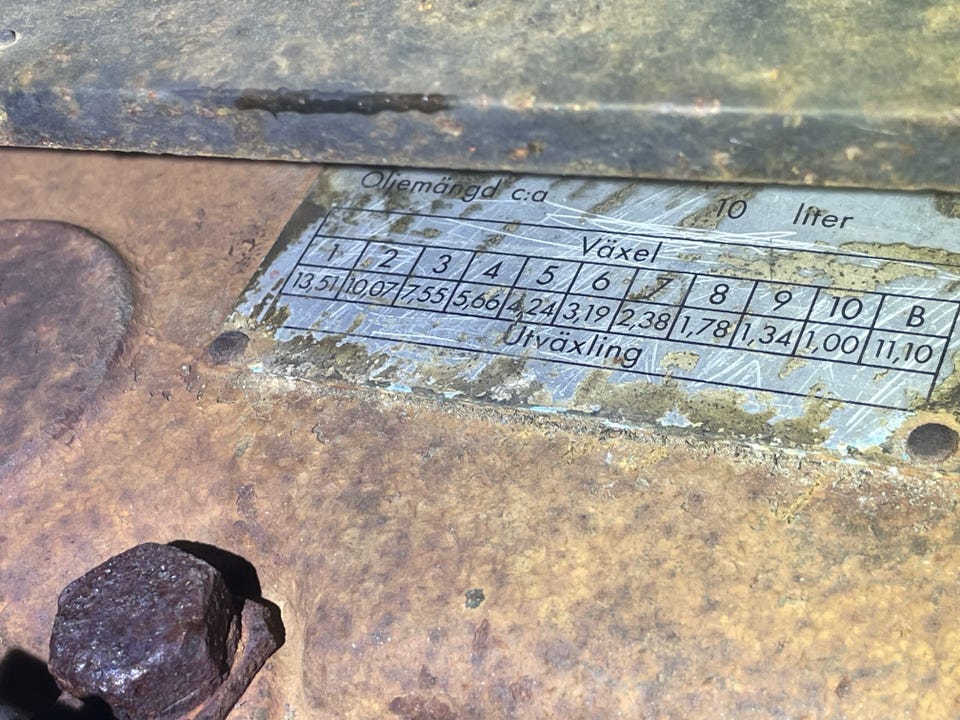 Oljemängd c:a 10 liter
Växel
1 2 3 4 5 6 7 8 9 10 B
13,51 10,07 7,55 5,66 4,24 3,19 2,38 1,78 1,34 1,00 11,10
Utväxling